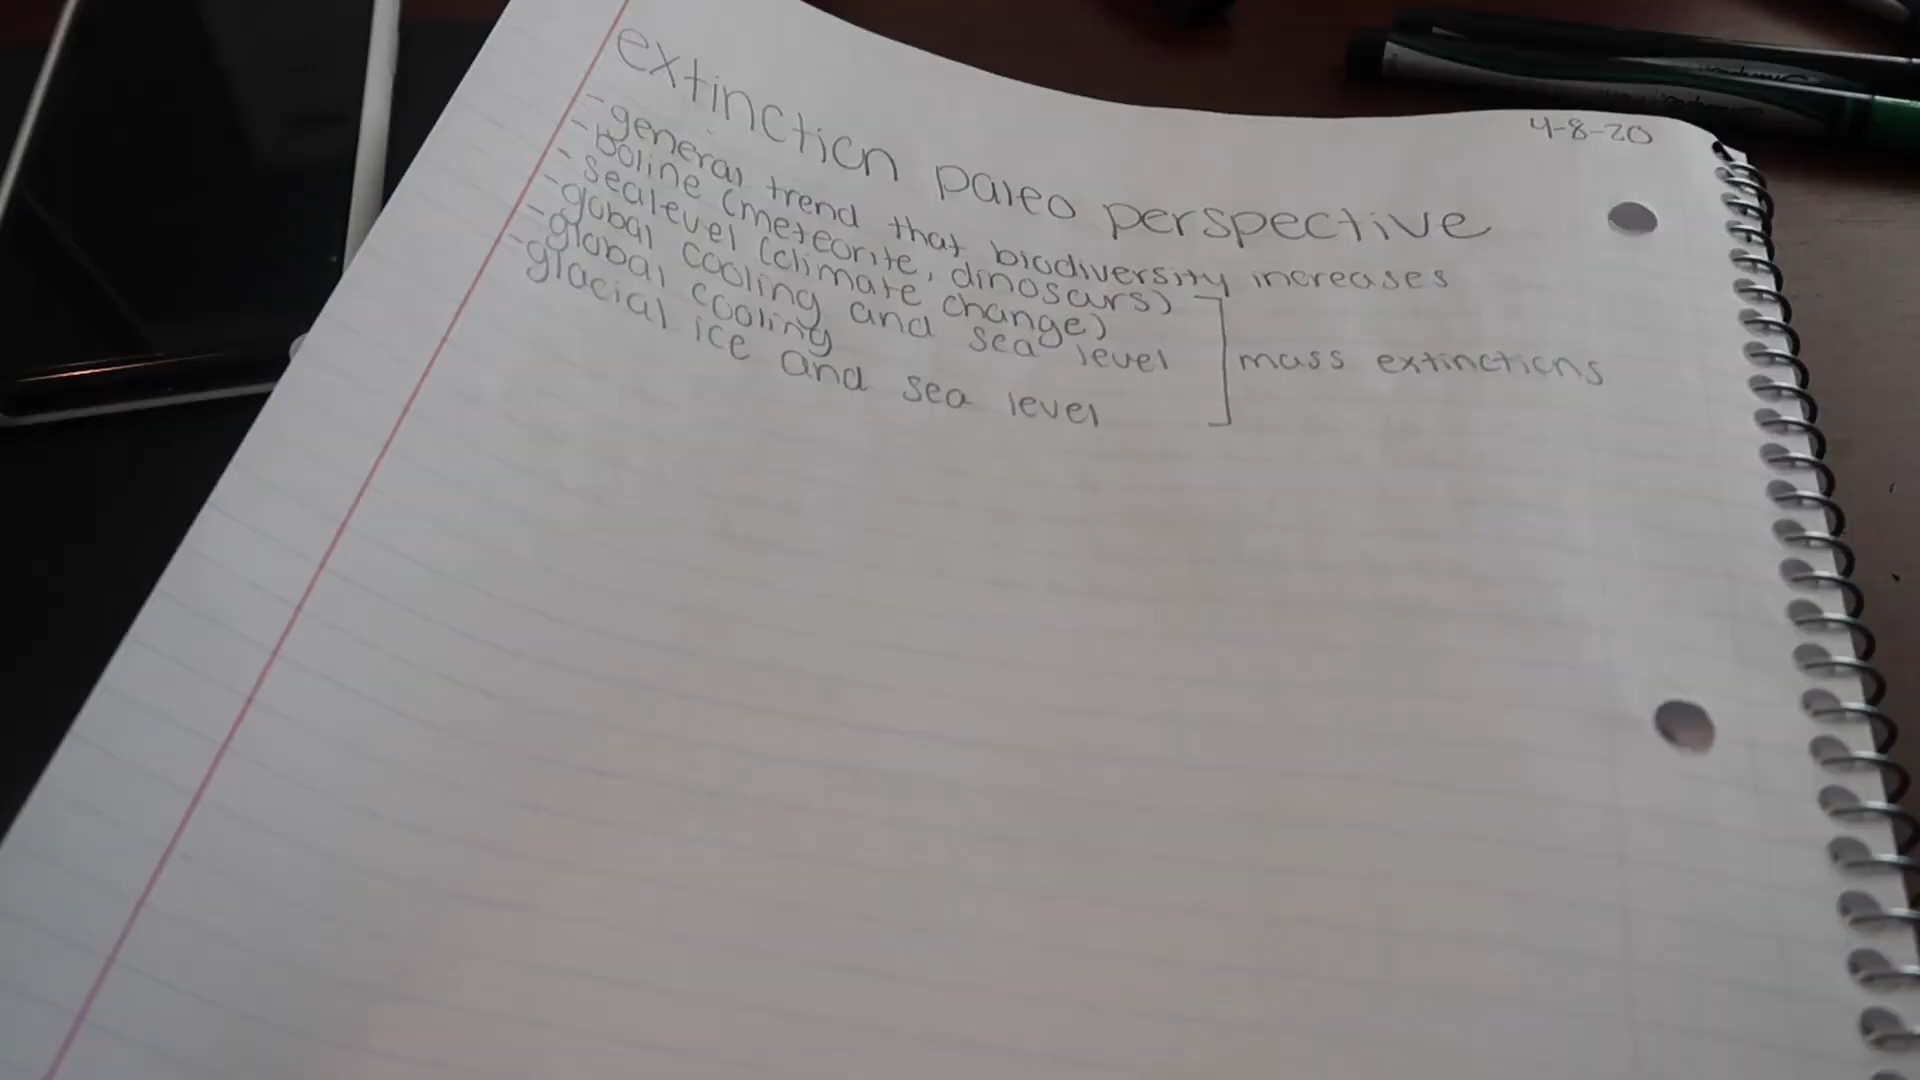 4-8-20
extinction paleo perspective
- general trend that biodiversity increases
- boline (meteorite, dinosaurs)
- sealevel (climate change)
- global cooling and sea level
- global cooling
- glacial ice and sea level
mass extinctions